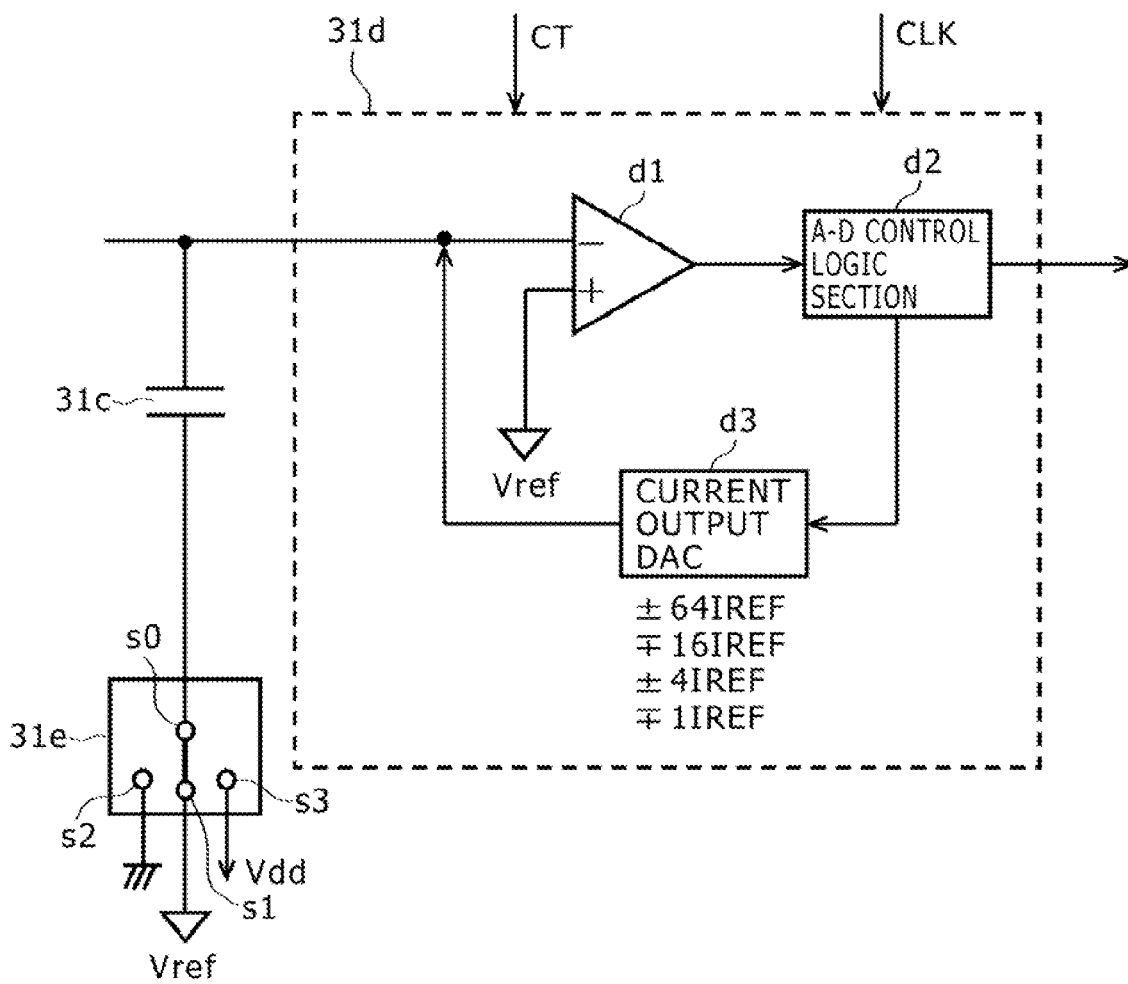 31d
CT
CLK
d1
d2
A-D CONTROL
LOGIC
SECTION
−
+
31c
Vref
d3
CURRENT
OUTPUT
DAC
± 64IREF
∓ 16IREF
± 4IREF
∓ 1IREF
s0
31e
s2
s3
Vdd
s1
Vref